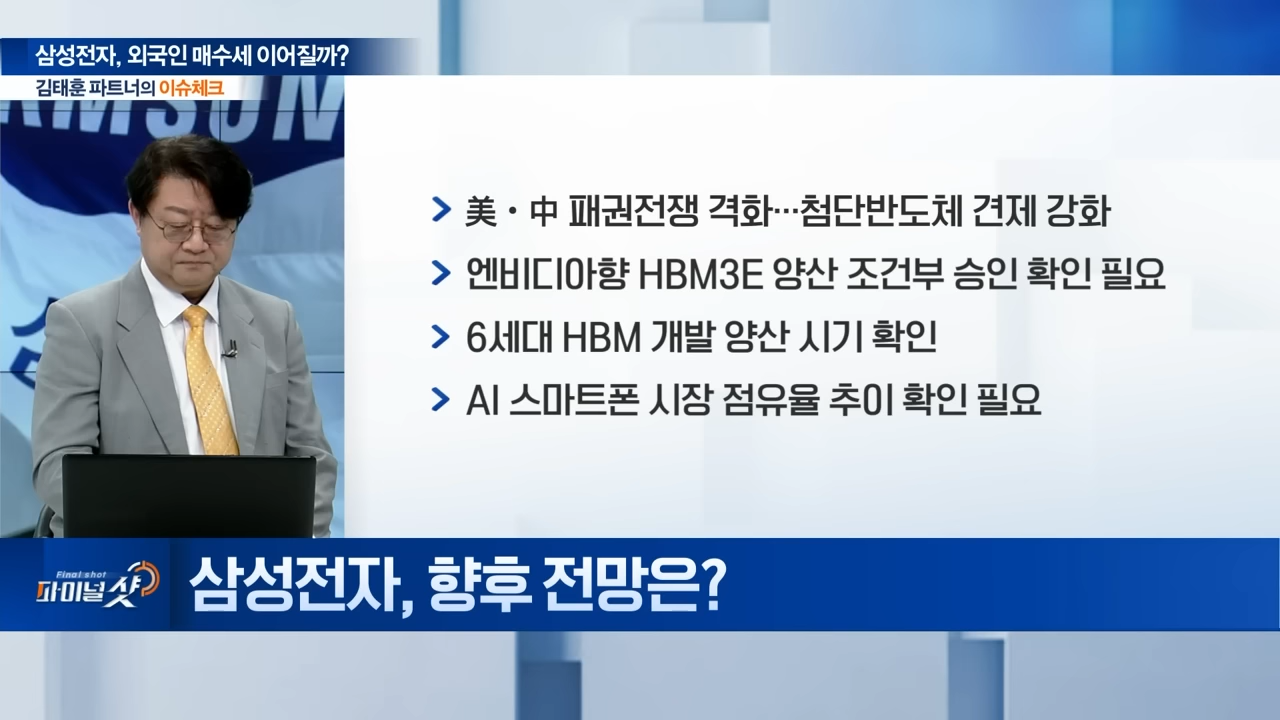 삼성전자, 외국인 매수세 이어질까?
김태훈 파트너의 이슈체크
AMSUN
美·中 패권전쟁 격화…첨단반도체 견제 강화
엔비디아향 HBM3E 양산 조건부 승인 확인 필요
6세대 HBM 개발 양산 시기 확인
AI 스마트폰 시장 점유율 추이 확인 필요
Final shot
파이널샷
삼성전자, 향후 전망은?